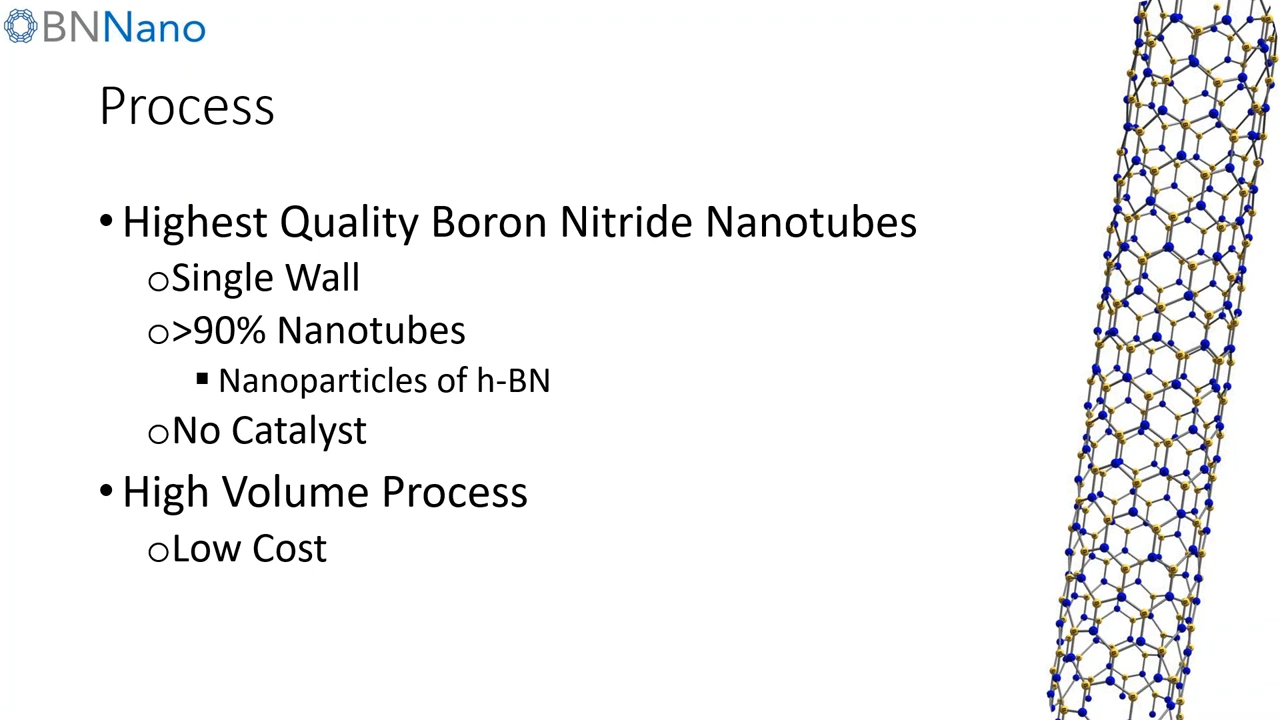 BNNano
Process
• Highest Quality Boron Nitride Nanotubes
o Single Wall
o >90% Nanotubes
▪ Nanoparticles of h-BN
o No Catalyst
• High Volume Process
o Low Cost